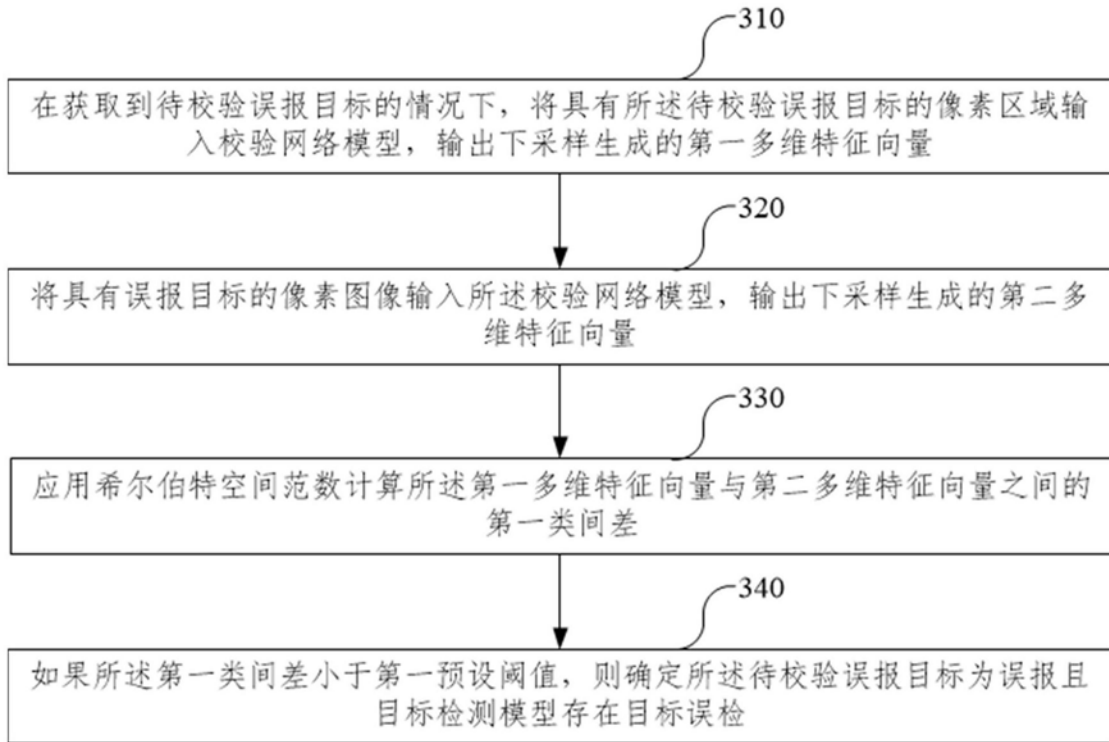 310
在获取到待校验误报目标的情况下，将具有所述待校验误报目标的像素区域输
入校验网络模型，输出下采样生成的第一多维特征向量
320
将具有误报目标的像素图像输入所述校验网络模型，输出下采样生成的第二多
维特征向量
330
应用希尔伯特空间范数计算所述第一多维特征向量与第二多维特征向量之间的
第一类间差
340
如果所述第一类间差小于第一预设阈值，则确定所述待校验误报目标为误报且
目标检测模型存在目标误检